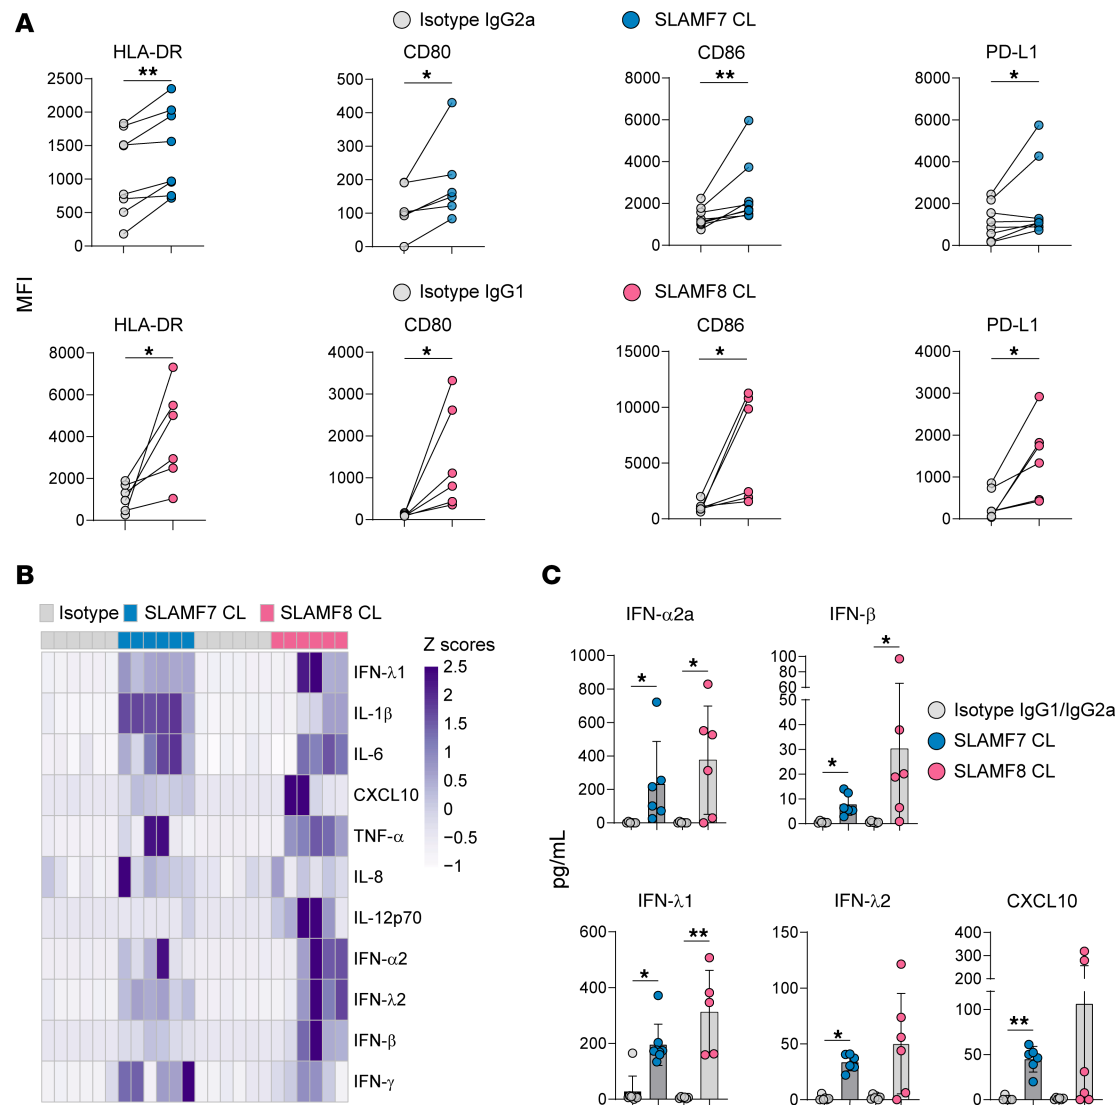 A
Isotype IgG2a
SLAMF7 CL
HLA-DR
CD80
CD86
PD-L1
**
*
**
*
2500
2000
1500
1000
500
0
500
400
300
200
100
0
8000
6000
4000
2000
0
8000
6000
4000
2000
0
MFI
Isotype IgG1
SLAMF8 CL
HLA-DR
CD80
CD86
PD-L1
*
*
*
*
8000
6000
4000
2000
0
4000
3000
2000
1000
0
15000
10000
5000
0
4000
3000
2000
1000
0
B
Isotype
SLAMF7 CL
SLAMF8 CL
Z scores
2.5
2
1.5
1
0.5
0
−0.5
−1
IFN-λ1
IL-1β
IL-6
CXCL10
TNF-α
IL-8
IL-12p70
IFN-α2
IFN-λ2
IFN-β
IFN-γ
C
pg/mL
IFN-α2a
1000
800
600
400
200
0
*
*
IFN-β
100
80
60
50
40
30
20
10
0
*
*
Isotype IgG1/IgG2a
SLAMF7 CL
SLAMF8 CL
IFN-λ1
600
400
200
0
*
**
IFN-λ2
150
100
50
0
*
CXCL10
400
300
200
100
50
0
**